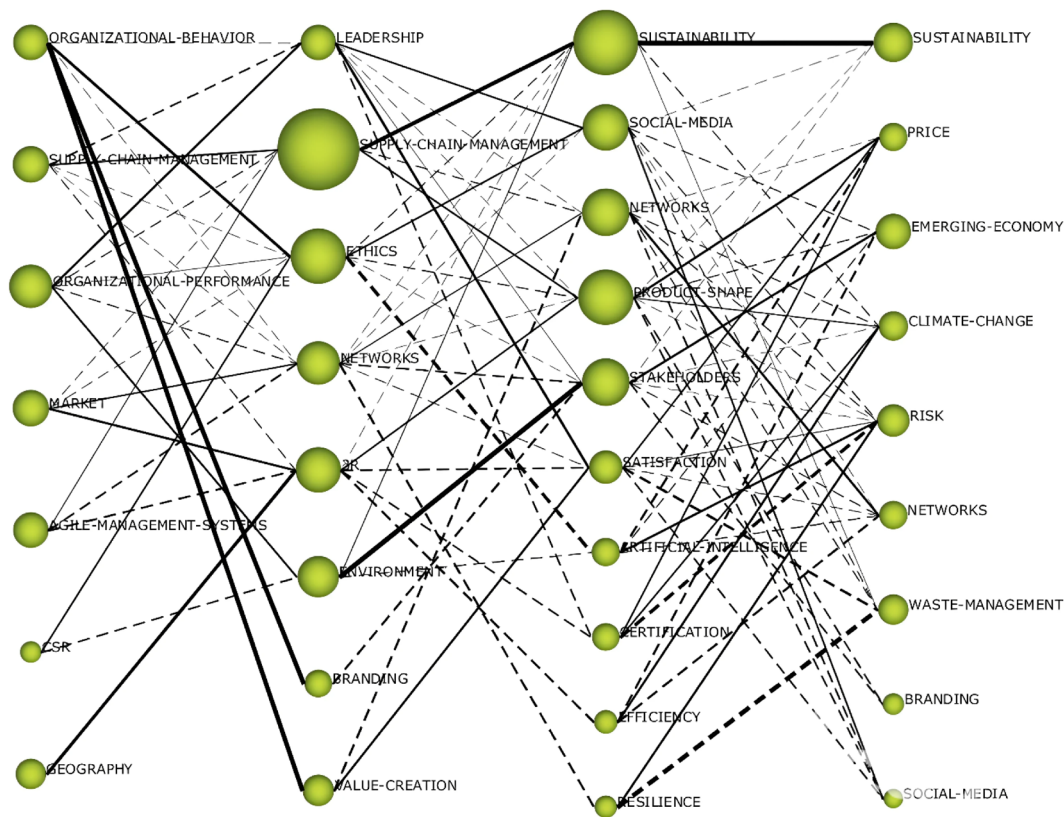 ORGANIZATIONAL-BEHAVIOR
SUPPLY-CHAIN-MANAGEMENT
ORGANIZATIONAL-PERFORMANCE
MARKET
AGILE-MANAGEMENT-SYSTEMS
CSR
GEOGRAPHY
LEADERSHIP
SUPPLY-CHAIN-MANAGEMENT
ETHICS
NETWORKS
3R
ENVIRONMENT
BRANDING
VALUE-CREATION
SUSTAINABILITY
SOCIAL-MEDIA
NETWORKS
PRODUCT-SHAPE
STAKEHOLDERS
SATISFACTION
ARTIFICIAL-INTELLIGENCE
CERTIFICATION
EFFICIENCY
RESILIENCE
SUSTAINABILITY
PRICE
EMERGING-ECONOMY
CLIMATE-CHANGE
RISK
NETWORKS
WASTE-MANAGEMENT
BRANDING
SOCIAL-MEDIA